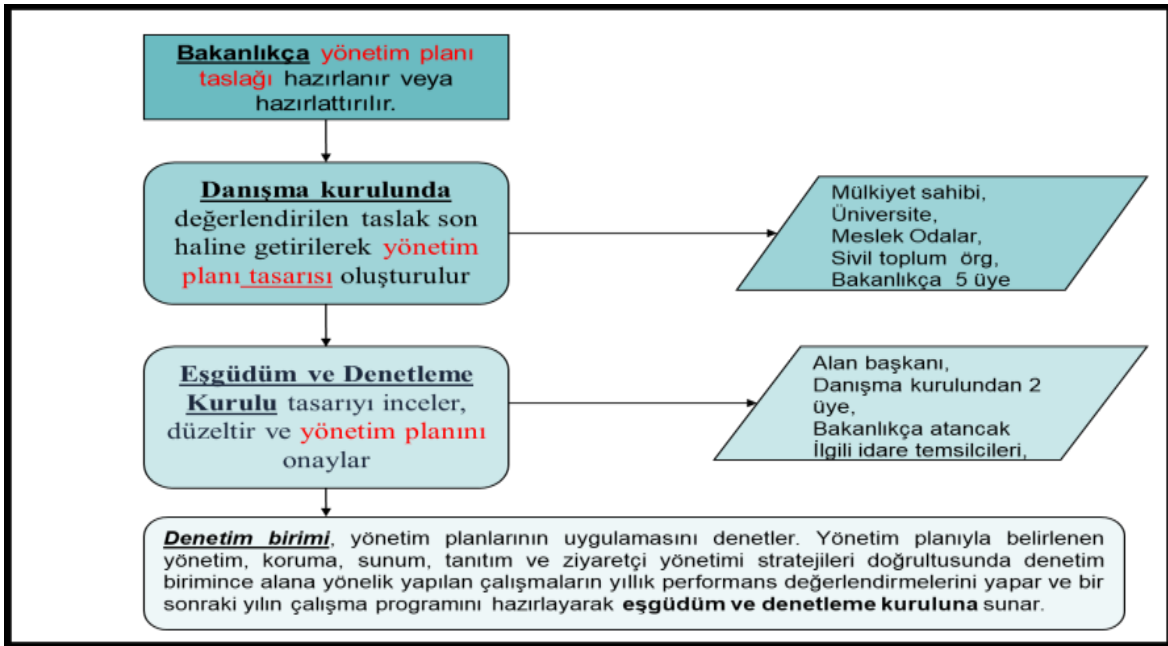 Bakanlıkça yönetim planı
taslağı hazırlanır veya
hazırlattırılır.
Danışma kurulunda
değerlendirilen taslak son
haline getirilerek yönetim
planı tasarısı oluşturulur
Mülkiyet sahibi,
Üniversite,
Meslek Odalar,
Sivil toplum örg,
Bakanlıkça 5 üye
Eşgüdüm ve Denetleme
Kurulu tasarıyı inceler,
düzeltir ve yönetim planını
onaylar
Alan başkanı,
Danışma kurulundan 2
üye,
Bakanlıkça atancak
İlgili idare temsilcileri,
Denetim birimi, yönetim planlarının uygulamasını denetler. Yönetim planıyla belirlenen
yönetim, koruma, sunum, tanıtım ve ziyaretçi yönetimi stratejileri doğrultusunda denetim
birimince alana yönelik yapılan çalışmaların yıllık performans değerlendirmelerini yapar ve bir
sonraki yılın çalışma programını hazırlayarak eşgüdüm ve denetleme kuruluna sunar.